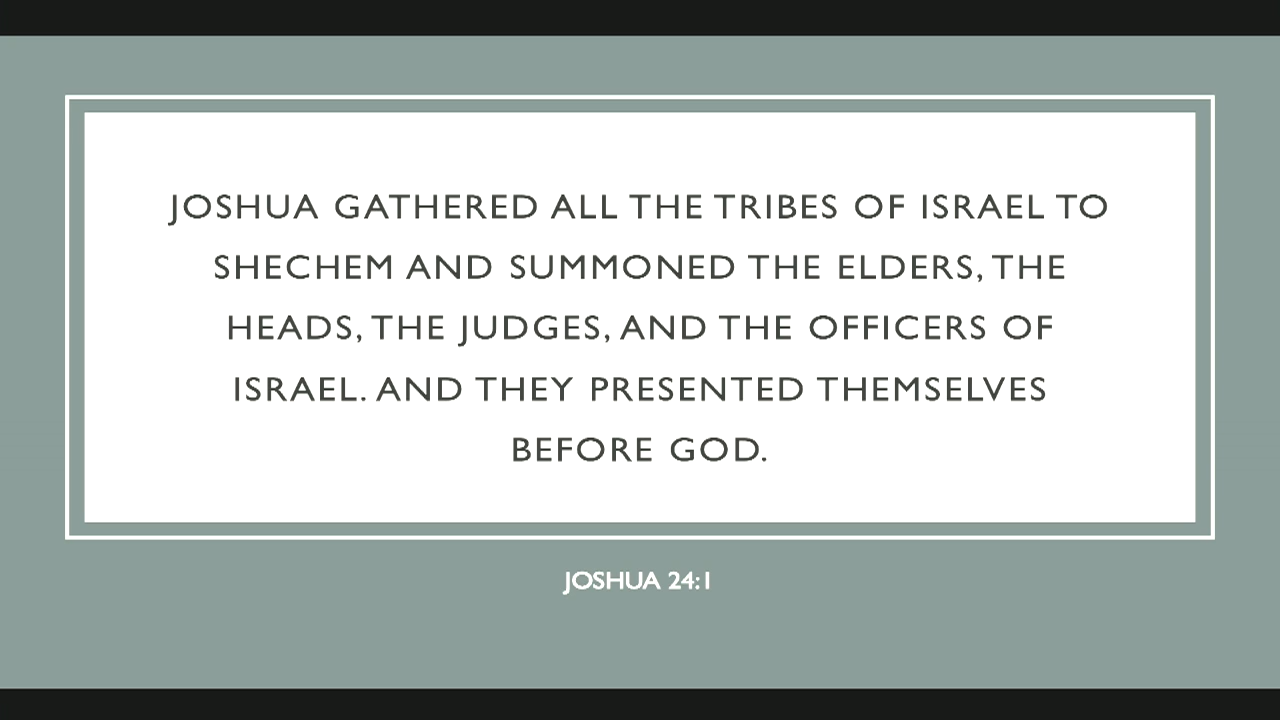 JOSHUA GATHERED ALL THE TRIBES OF ISRAEL TO
SHECHEM AND SUMMONED THE ELDERS, THE
HEADS, THE JUDGES, AND THE OFFICERS OF
ISRAEL. AND THEY PRESENTED THEMSELVES
BEFORE GOD.
JOSHUA 24:1